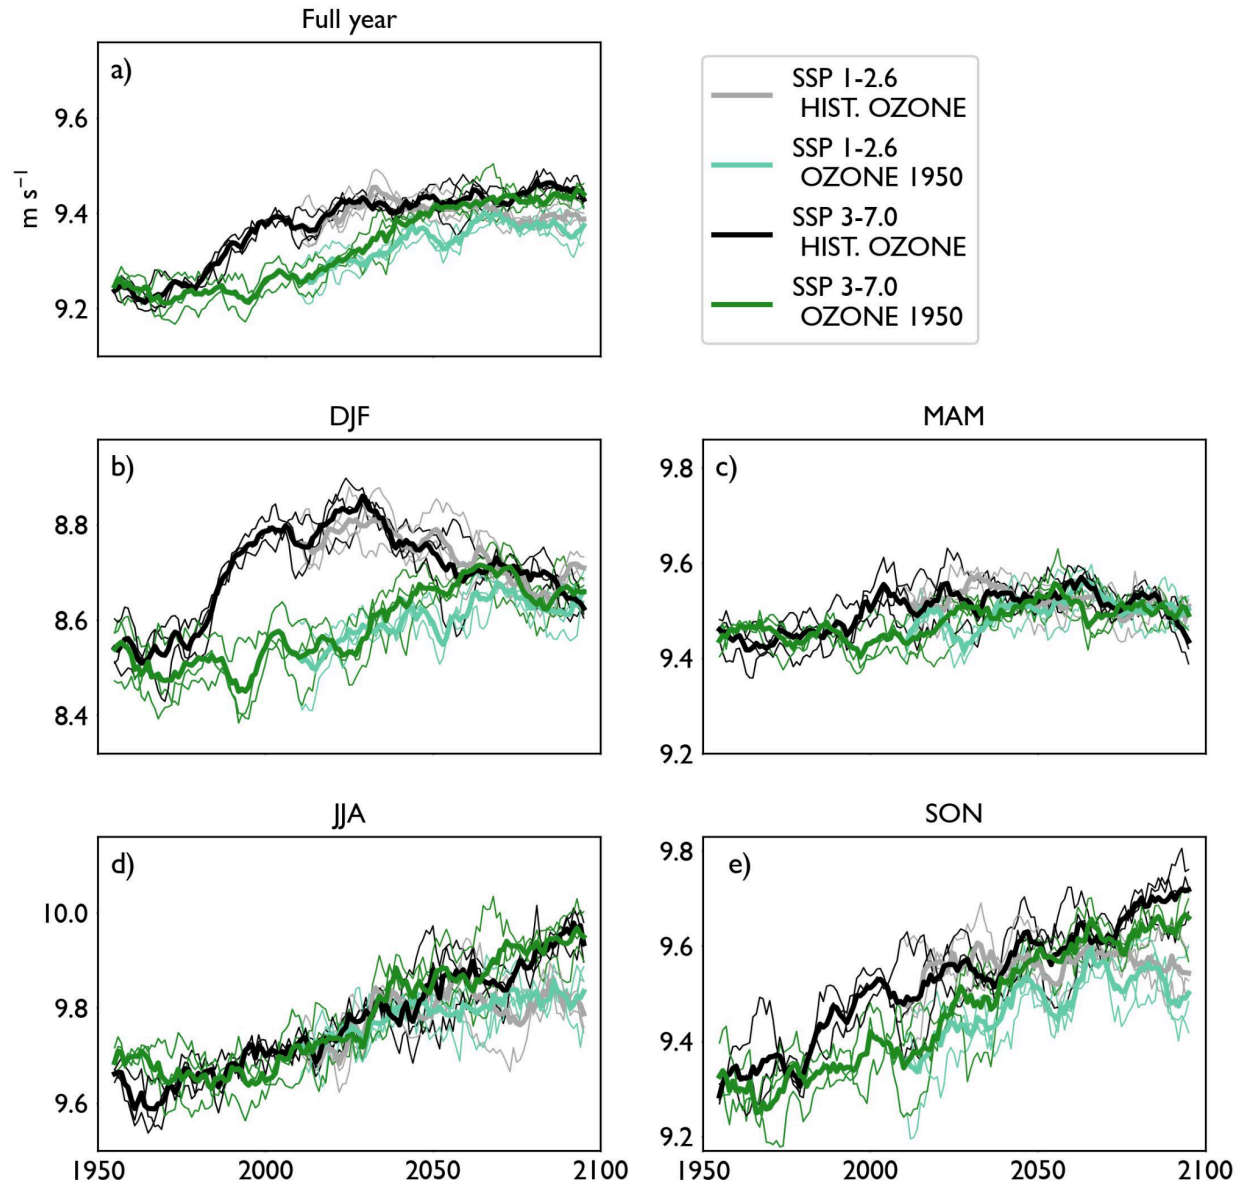 Full year
a)
9.6
9.4
9.2
m s⁻¹
SSP 1-2.6
HIST. OZONE
SSP 1-2.6
OZONE 1950
SSP 3-7.0
HIST. OZONE
SSP 3-7.0
OZONE 1950
DJF
b)
8.8
8.6
8.4
MAM
c)
9.8
9.6
9.4
9.2
JJA
d)
10.0
9.8
9.6
1950 2000 2050 2100
SON
e)
9.8
9.6
9.4
9.2
1950 2000 2050 2100